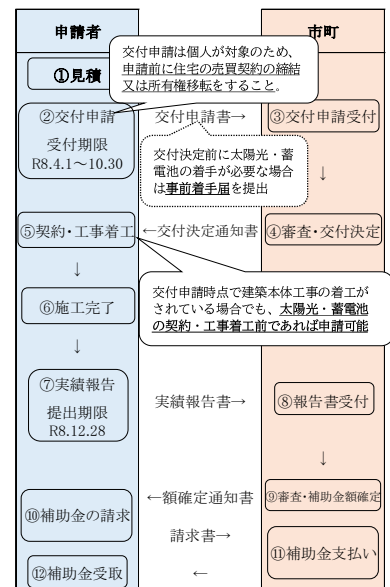 申請者
市町
交付申請は個人が対象のため、
申請前に住宅の売買契約の締結
又は所有権移転をすること。
①見積
②交付申請
受付期限
R8.4.1～10.30
交付申請書→
③交付申請受付
交付決定前に太陽光・蓄
電池の着手が必要な場合
は事前着手届を提出
↓
⑤契約・工事着工
←交付決定通知書
④審査・交付決定
↓
交付申請時点で建築本体工事の着工が
されている場合でも、太陽光・蓄電池
の契約・工事着工前であれば申請可能
⑥施工完了
↓
⑦実績報告
提出期限
R8.12.28
実績報告書→
⑧報告書受付
↓
←額確定通知書
⑨審査・補助金額確定
⑩補助金の請求
請求書→
⑪補助金支払い
⑫補助金受取
←